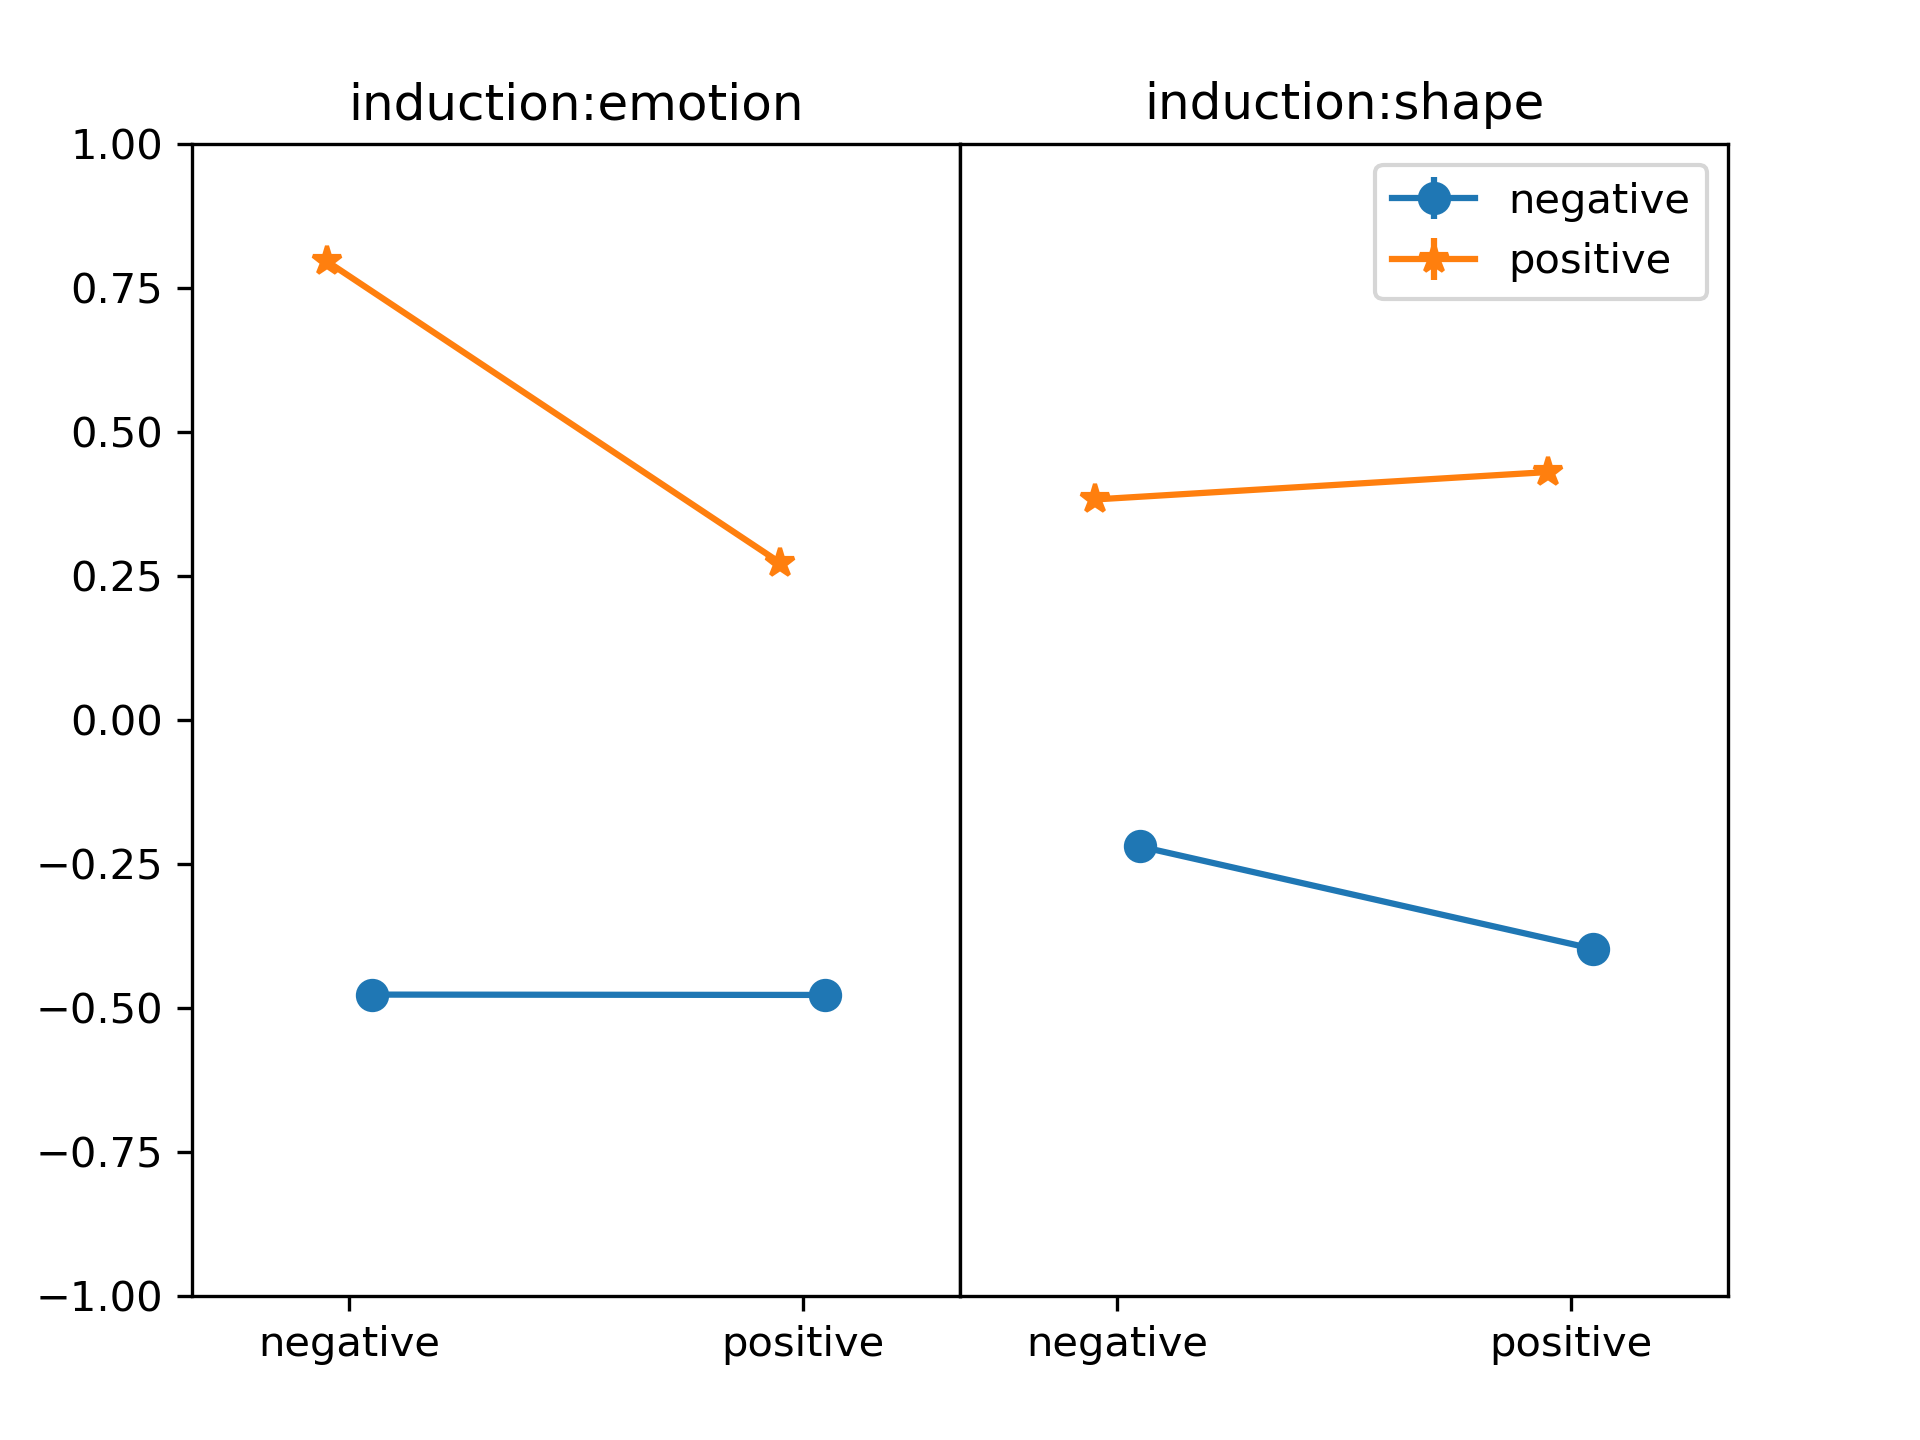 induction:emotion
induction:shape
1.00
0.75
0.50
0.25
0.00
−0.25
−0.50
−0.75
−1.00
negative
positive
negative
positive
negative
positive